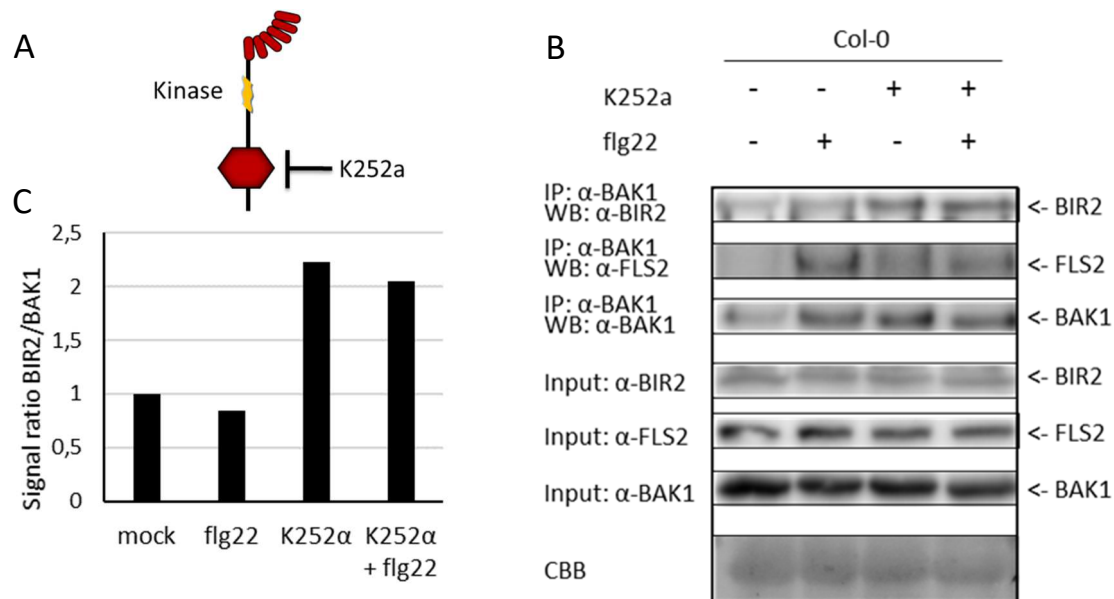 A
Kinase
K252a
B
Col-0
K252a - - + +
flg22 - + - +
IP: α-BAK1
WB: α-BIR2
<- BIR2
IP: α-BAK1
WB: α-FLS2
<- FLS2
IP: α-BAK1
WB: α-BAK1
<- BAK1
Input: α-BIR2
<- BIR2
Input: α-FLS2
<- FLS2
Input: α-BAK1
<- BAK1
CBB
C
Signal ratio BIR2/BAK1
2,5
2
1,5
1
0,5
0
mock
flg22
K252α
K252α
+ flg22